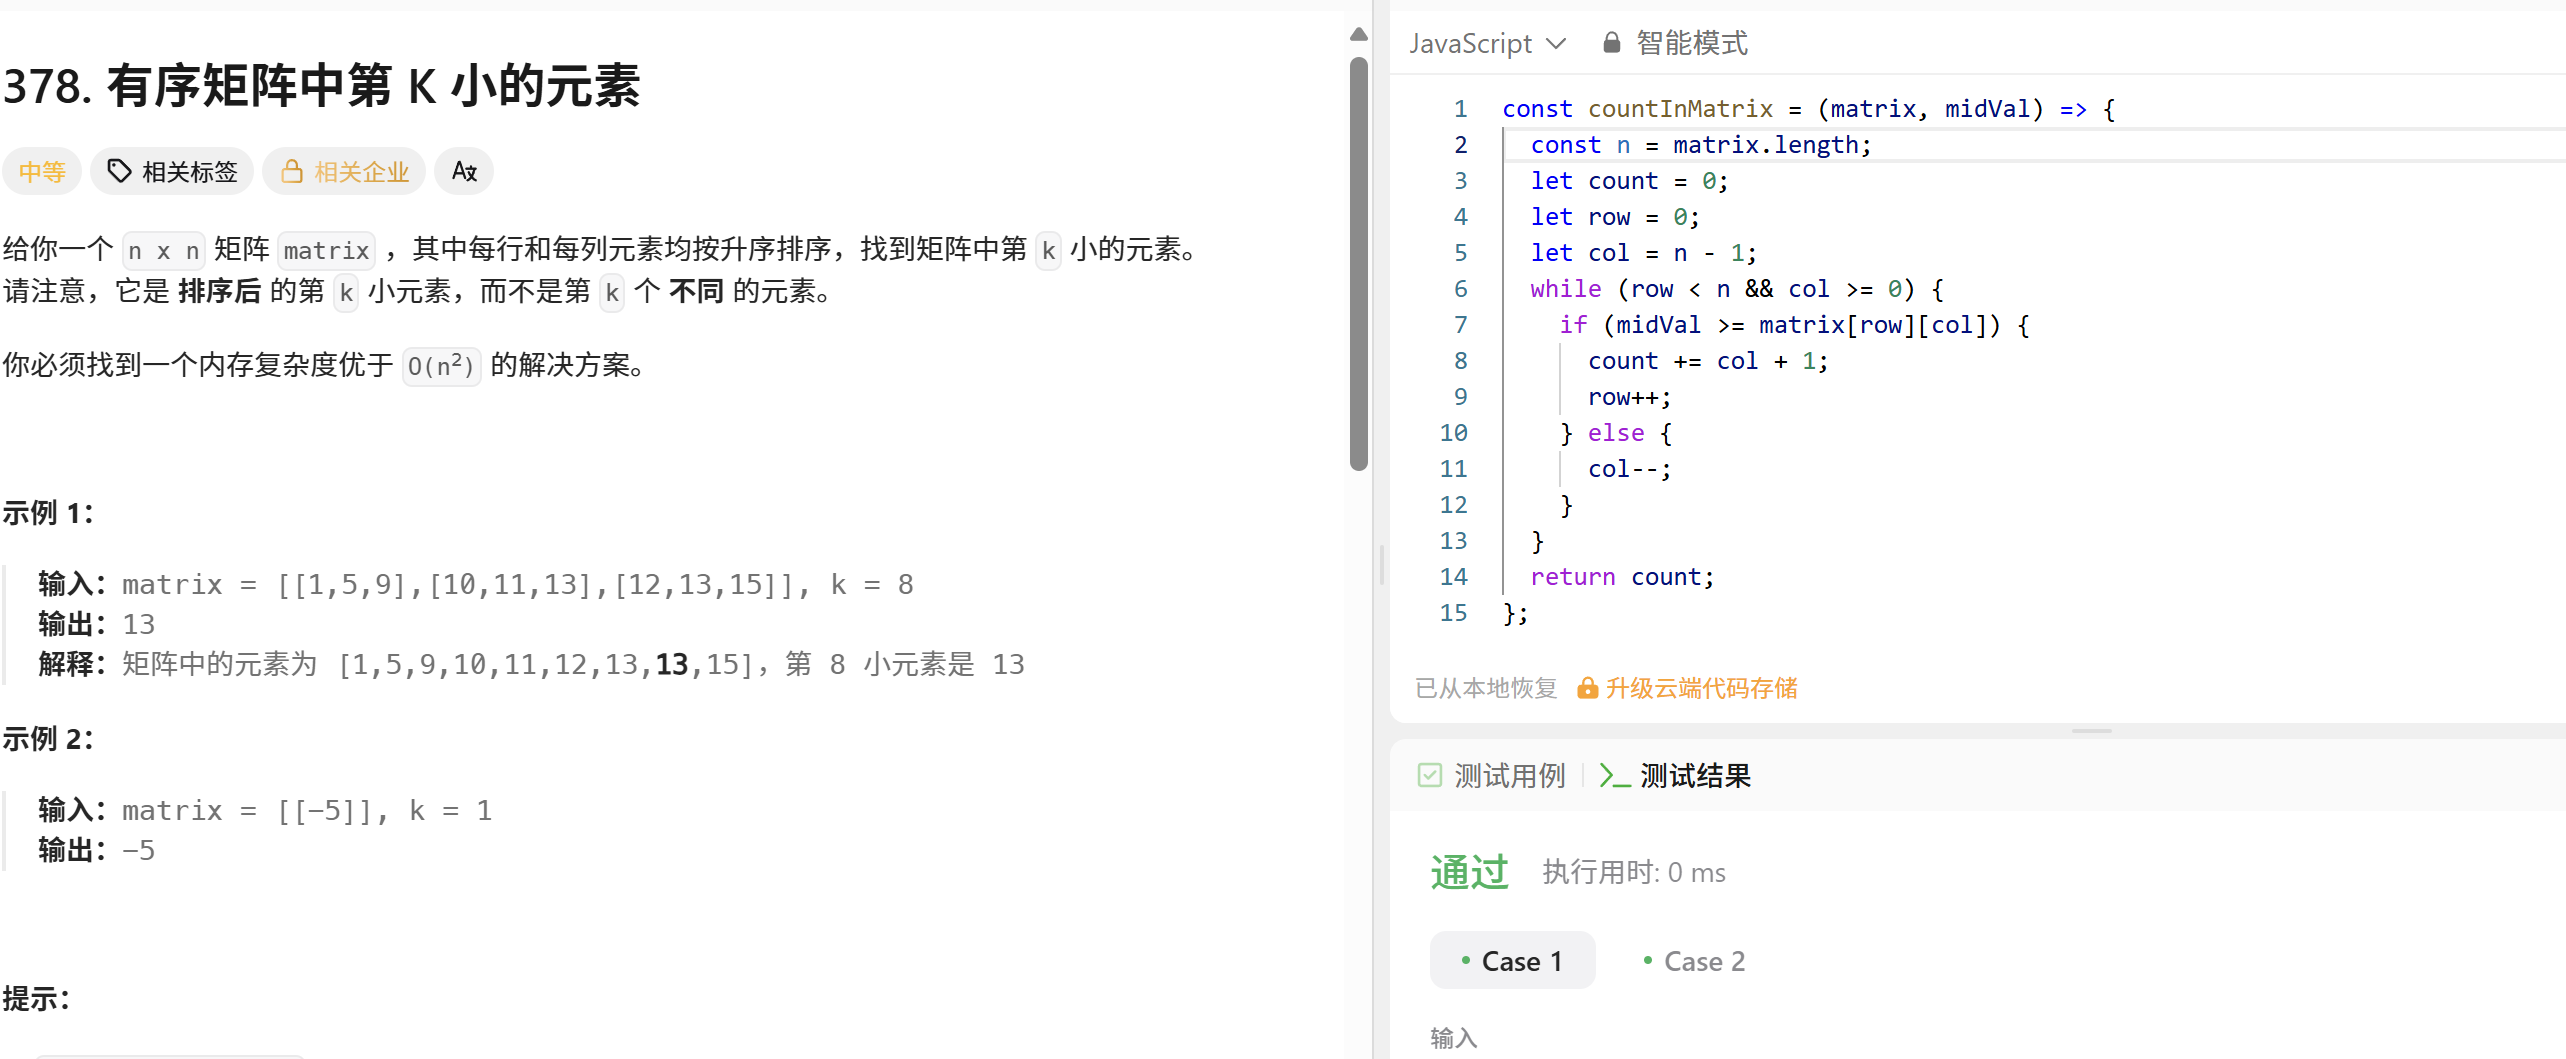 378. 有序矩阵中第 K 小的元素
中等 相关标签 相关企业
给你一个 n x n 矩阵 matrix ，其中每行和每列元素均按升序排序，找到矩阵中第 k 小的元素。
请注意，它是 排序后 的第 k 小元素，而不是第 k 个 不同 的元素。
你必须找到一个内存复杂度优于 O(n²) 的解决方案。
示例 1：
输入：matrix = [[1,5,9],[10,11,13],[12,13,15]], k = 8
输出：13
解释：矩阵中的元素为 [1,5,9,10,11,12,13,13,15]，第 8 小元素是 13
示例 2：
输入：matrix = [[-5]], k = 1
输出：-5
提示：
JavaScript 智能模式
1 const countInMatrix = (matrix, midVal) => {
2 const n = matrix.length;
3 let count = 0;
4 let row = 0;
5 let col = n - 1;
6 while (row < n && col >= 0) {
7 if (midVal >= matrix[row][col]) {
8 count += col + 1;
9 row++;
10 } else {
11 col--;
12 }
13 }
14 return count;
15 };
已从本地恢复 升级云端代码存储
测试用例 测试结果
通过 执行用时: 0 ms
Case 1 Case 2
输入